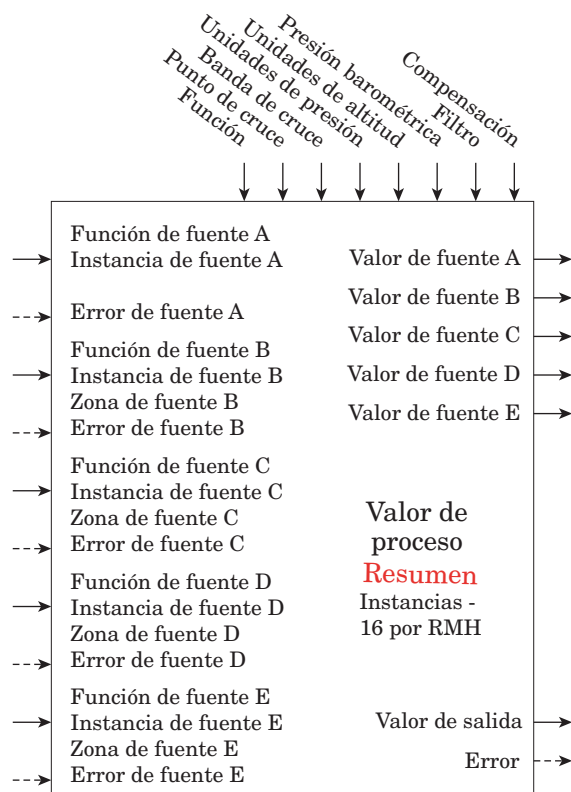 Función
Punto de cruce
Banda de cruce
Unidades de presión
Unidades de altitud
Presión barométrica
Filtro
Compensación
Función de fuente A
Instancia de fuente A
Error de fuente A
Función de fuente B
Instancia de fuente B
Zona de fuente B
Error de fuente B
Función de fuente C
Instancia de fuente C
Zona de fuente C
Error de fuente C
Función de fuente D
Instancia de fuente D
Zona de fuente D
Error de fuente D
Función de fuente E
Instancia de fuente E
Zona de fuente E
Error de fuente E
Valor de fuente A
Valor de fuente B
Valor de fuente C
Valor de fuente D
Valor de fuente E
Valor de
proceso
Resumen
Instancias -
16 por RMH
Valor de salida
Error